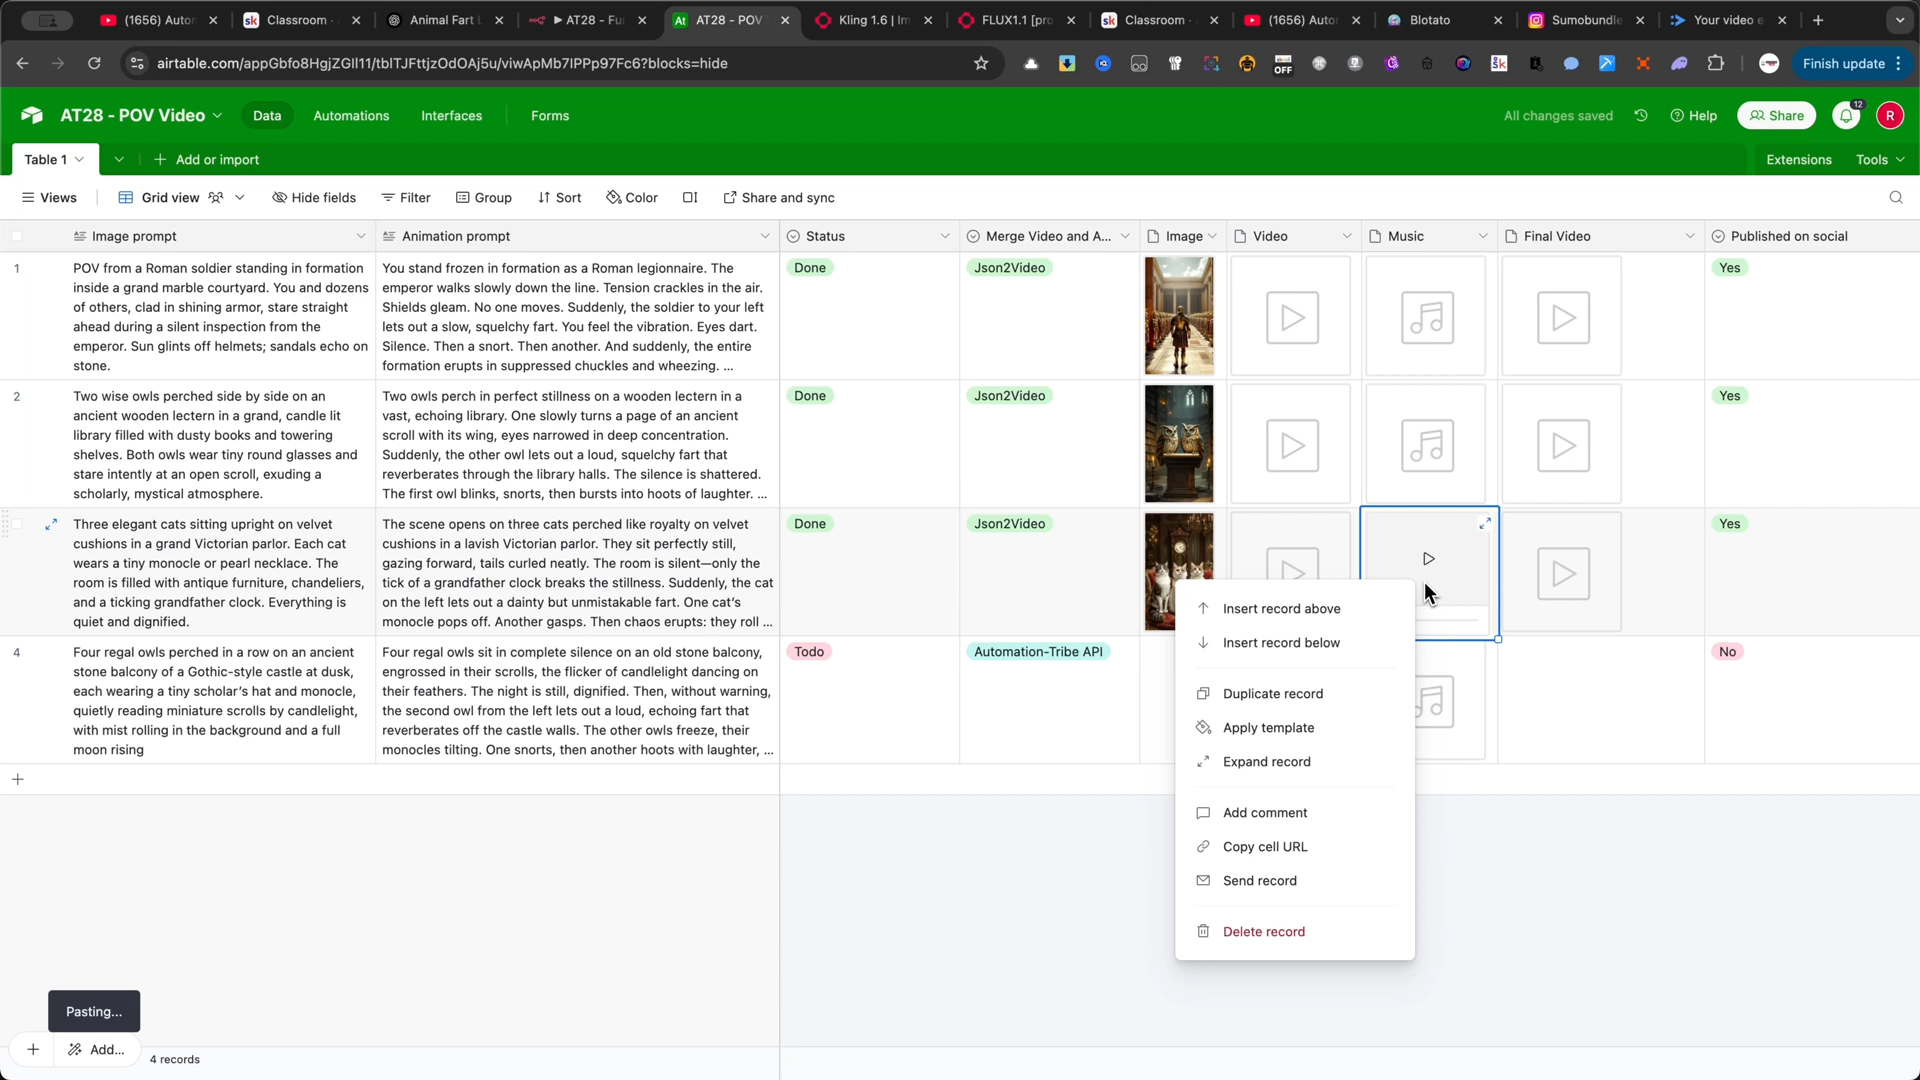 (1656) Autor
Classroom -
Animal Fart L
AT28 - Fur
AT28 - POV
Kling 1.6 | Im
FLUX1.1 [pro
Classroom -
(1656) Autor
Blotato
Sumobundle
Your video e
airtable.com/appGbfo8HgjZGIl11/tblTJFttjzOdOAj5u/viwApMb7IPPp97Fc6?blocks=hide
OFF
Finish update
AT28 - POV Video
Data
Automations
Interfaces
Forms
All changes saved
Help
Share
12
R
Table 1
Add or import
Extensions
Tools
Views
Grid view
Hide fields
Filter
Group
Sort
Color
Share and sync
Image prompt
Animation prompt
Status
Merge Video and A...
Image
Video
Music
Final Video
Published on social
1
POV from a Roman soldier standing in formation
inside a grand marble courtyard. You and dozens
of others, clad in shining armor, stare straight
ahead during a silent inspection from the
emperor. Sun glints off helmets; sandals echo on
stone.
You stand frozen in formation as a Roman legionnaire. The
emperor walks slowly down the line. Tension crackles in the air.
Shields gleam. No one moves. Suddenly, the soldier to your left
lets out a slow, squelchy fart. You feel the vibration. Eyes dart.
Silence. Then a snort. Then another. And suddenly, the entire
formation erupts in suppressed chuckles and wheezing. ...
Done
Json2Video
Yes
2
Two wise owls perched side by side on an
ancient wooden lectern in a grand, candle lit
library filled with dusty books and towering
shelves. Both owls wear tiny round glasses and
stare intently at an open scroll, exuding a
scholarly, mystical atmosphere.
Two owls perch in perfect stillness on a wooden lectern in a
vast, echoing library. One slowly turns a page of an ancient
scroll with its wing, eyes narrowed in deep concentration.
Suddenly, the other owl lets out a loud, squelchy fart that
reverberates through the library halls. The silence is shattered.
The first owl blinks, snorts, then bursts into hoots of laughter. ...
Done
Json2Video
Yes
Three elegant cats sitting upright on velvet
cushions in a grand Victorian parlor. Each cat
wears a tiny monocle or pearl necklace. The
room is filled with antique furniture, chandeliers,
and a ticking grandfather clock. Everything is
quiet and dignified.
The scene opens on three cats perched like royalty on velvet
cushions in a lavish Victorian parlor. They sit perfectly still,
gazing forward, tails curled neatly. The room is silent—only the
tick of a grandfather clock breaks the stillness. Suddenly, the cat
on the left lets out a dainty but unmistakable fart. One cat's
monocle pops off. Another gasps. Then chaos erupts: they roll ...
Done
Json2Video
Yes
4
Four regal owls perched in a row on an ancient
stone balcony of a Gothic-style castle at dusk,
each wearing a tiny scholar's hat and monocle,
quietly reading miniature scrolls by candlelight,
with mist rolling in the background and a full
moon rising
Four regal owls sit in complete silence on an old stone balcony,
engrossed in their scrolls, the flicker of candlelight dancing on
their feathers. The night is still, dignified. Then, without warning,
the second owl from the left lets out a loud, echoing fart that
reverberates off the castle walls. The other owls freeze, their
monocles tilting. One snorts, then another hoots with laughter, ...
Todo
Automation-Tribe API
No
Insert record above
Insert record below
Duplicate record
Apply template
Expand record
Add comment
Copy cell URL
Send record
Delete record
Pasting...
Add...
4 records